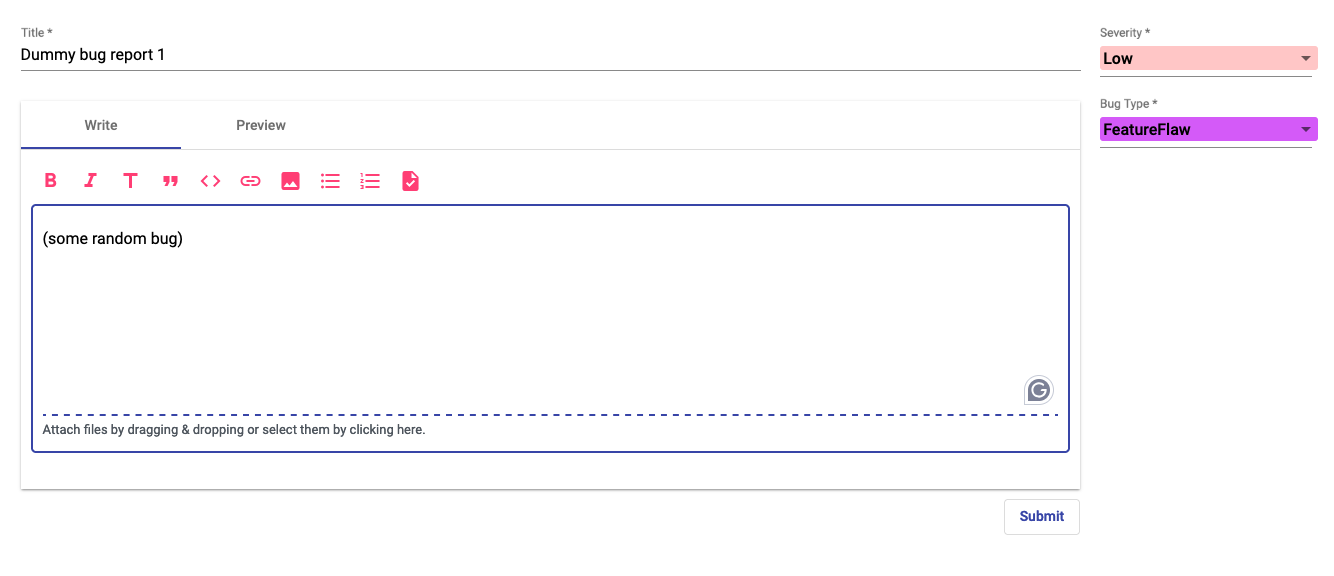 Title *
Dummy bug report 1
Severity *
Low
Bug Type *
FeatureFlaw
Write
Preview
(some random bug)
Attach files by dragging & dropping or select them by clicking here.
Submit